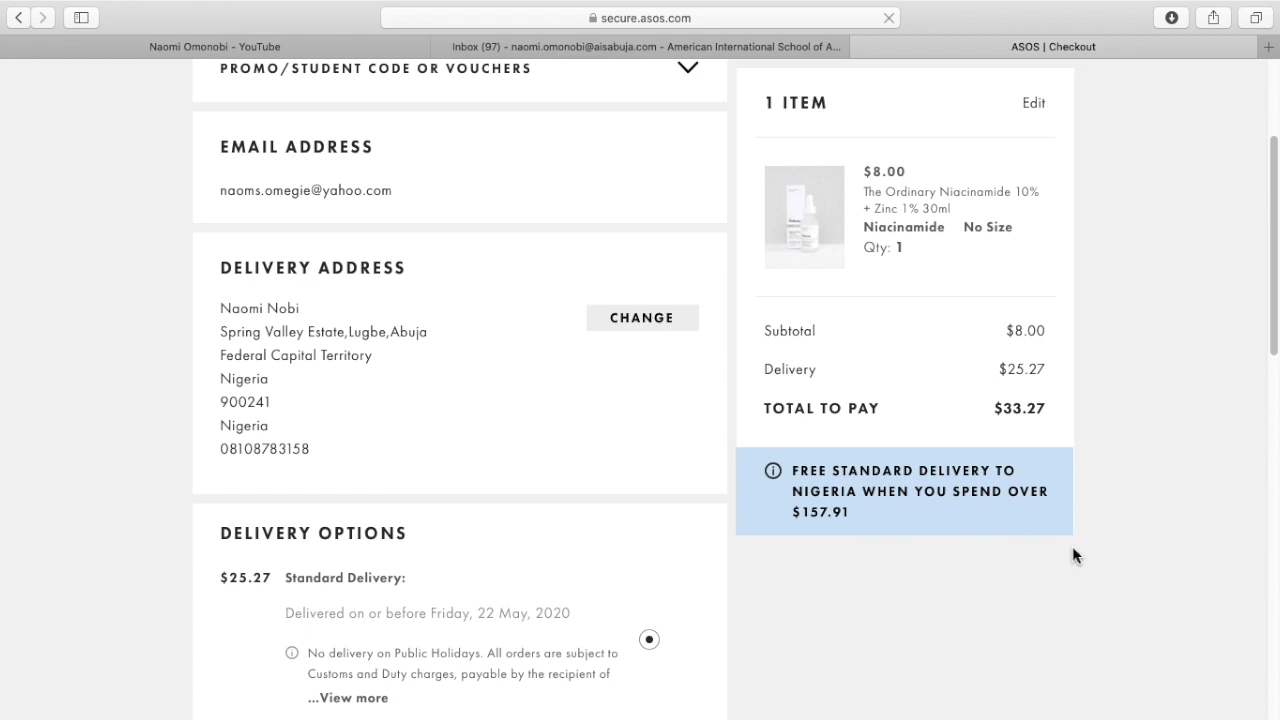 secure.asos.com
Naomi Omonobi - YouTube
Inbox (97) - naomi.omonobi@aisabuja.com - American International School of A...
ASOS | Checkout
PROMO/STUDENT CODE OR VOUCHERS
EMAIL ADDRESS
naoms.omegie@yahoo.com
DELIVERY ADDRESS
Naomi Nobi
CHANGE
Spring Valley Estate,Lugbe,Abuja
Federal Capital Territory
Nigeria
900241
Nigeria
08108783158
DELIVERY OPTIONS
$25.27 Standard Delivery:
Delivered on or before Friday, 22 May, 2020
No delivery on Public Holidays. All orders are subject to
Customs and Duty charges, payable by the recipient of
...View more
1 ITEM Edit
$8.00
The Ordinary Niacinamide 10%
+ Zinc 1% 30ml
Niacinamide No Size
Qty: 1
Subtotal $8.00
Delivery $25.27
TOTAL TO PAY $33.27
FREE STANDARD DELIVERY TO
NIGERIA WHEN YOU SPEND OVER
$157.91